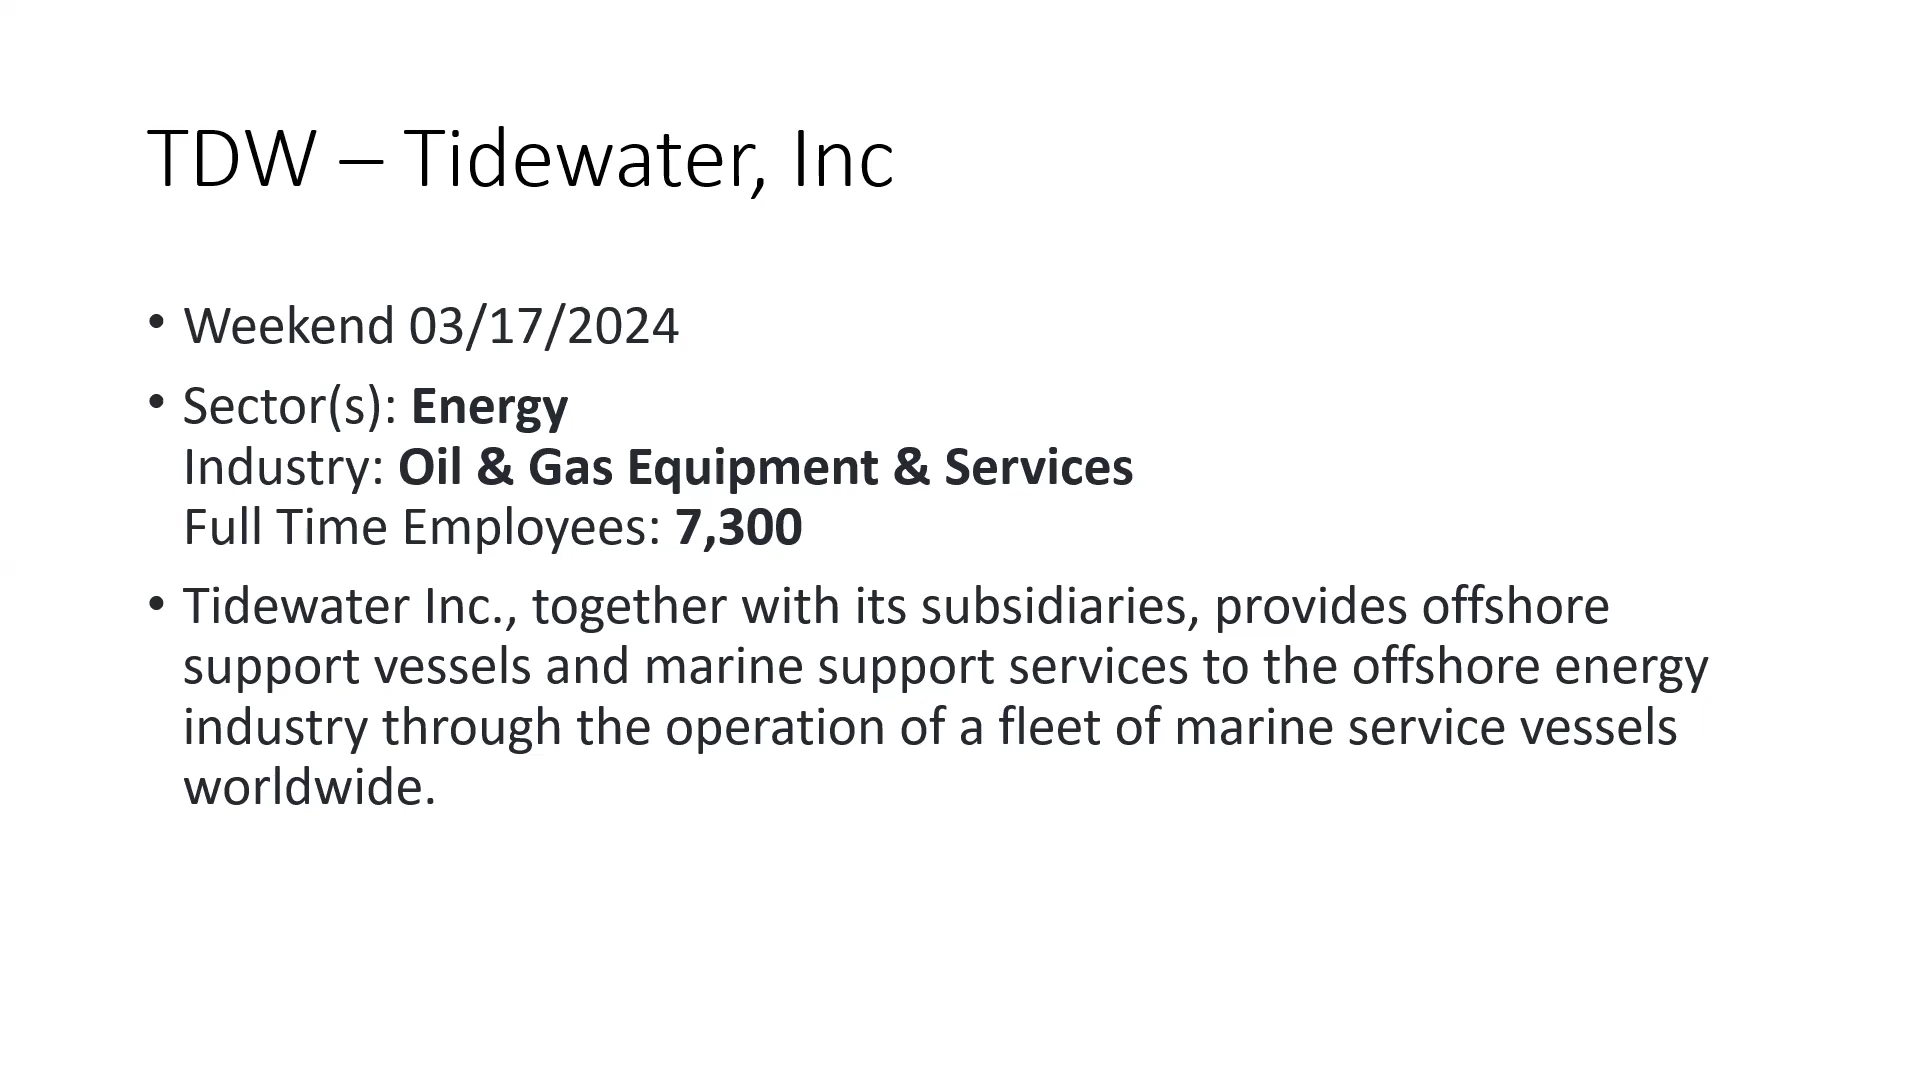 TDW – Tidewater, Inc
• Weekend 03/17/2024
• Sector(s): Energy
Industry: Oil & Gas Equipment & Services
Full Time Employees: 7,300
• Tidewater Inc., together with its subsidiaries, provides offshore
support vessels and marine support services to the offshore energy
industry through the operation of a fleet of marine service vessels
worldwide.